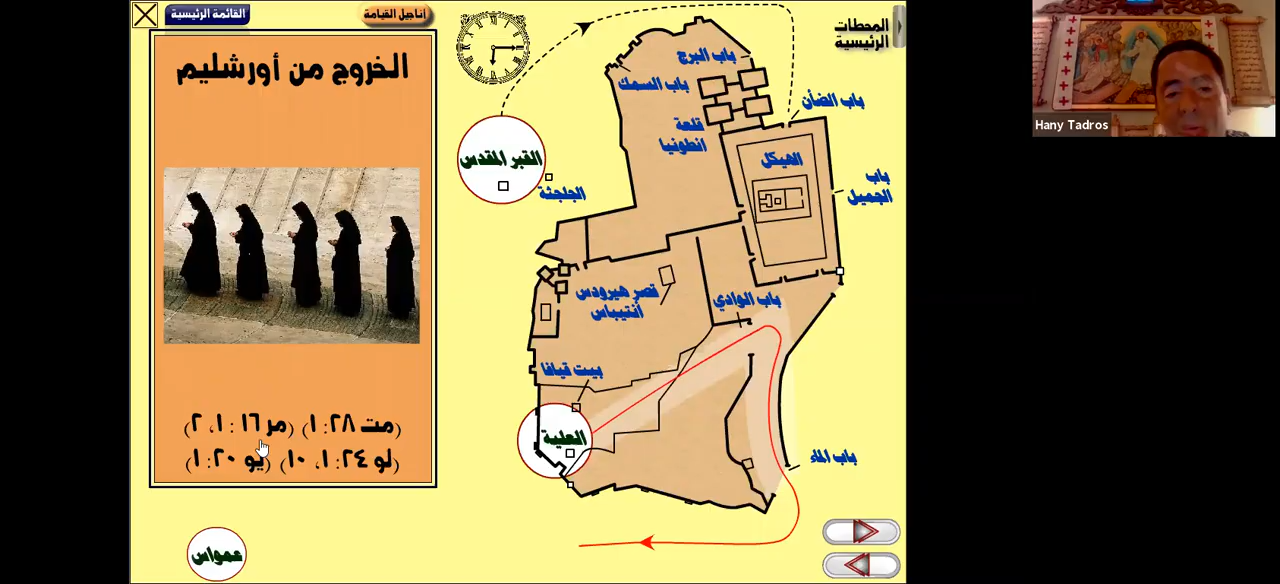 القائمة الرئيسية
أناجيل القيامة
الخروج من أورشليم
(مت ٢٨: ١) (مر ١٦: ١، ٢)
(لو ٢٤: ١، ١٠) (يو ٢٠: ١)
عمواس
المحطات
الرئيسية
باب البرج
باب السمك
باب الضأن
قلعة
انطونيا
الهيكل
باب
الجميل
القبر المقدس
الجلجثة
قصر هيرودس
أنتيباس
باب الوادي
بيت قيافا
العلية
باب الماء
Hany Tadros